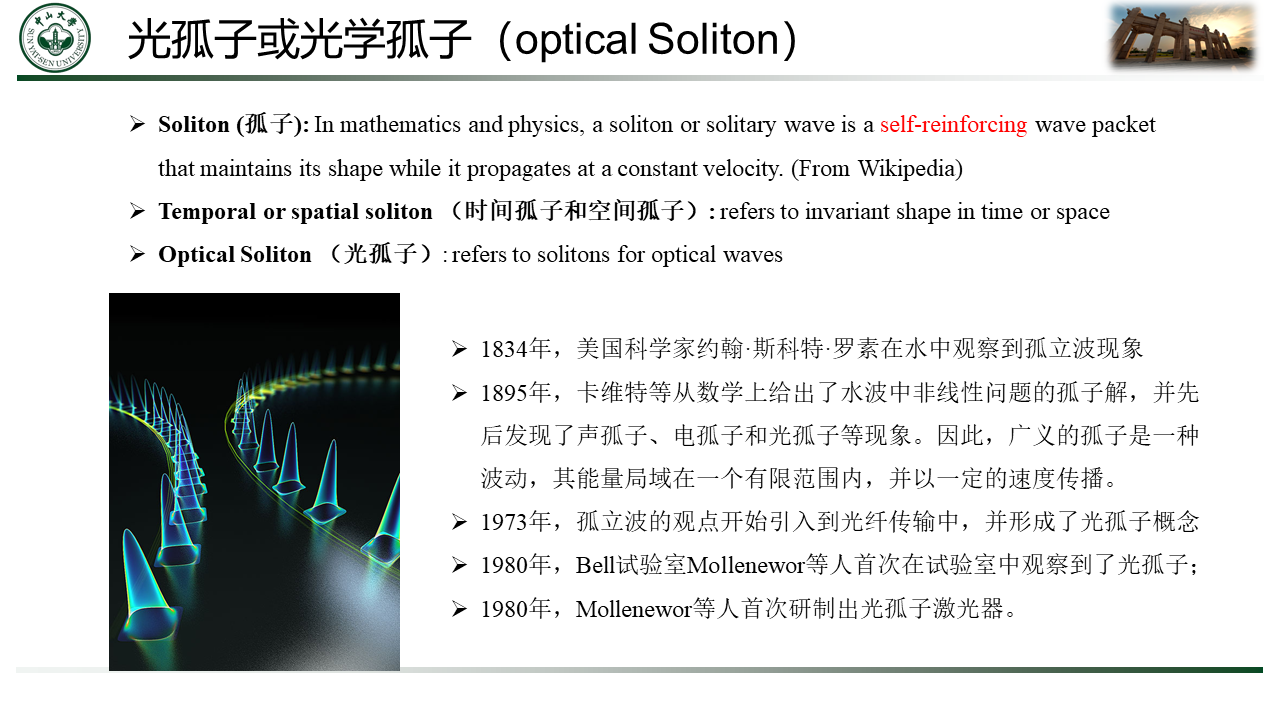 光孤子或光学孤子（optical Soliton）
中山大学
SUN YAT-SEN UNIVERSITY
➢ Soliton (孤子): In mathematics and physics, a soliton or solitary wave is a self-reinforcing wave packet
that maintains its shape while it propagates at a constant velocity. (From Wikipedia)
➢ Temporal or spatial soliton （时间孤子和空间孤子）: refers to invariant shape in time or space
➢ Optical Soliton （光孤子）: refers to solitons for optical waves
➢ 1834年，美国科学家约翰·斯科特·罗素在水中观察到孤立波现象
➢ 1895年，卡维特等从数学上给出了水波中非线性问题的孤子解，并先
后发现了声孤子、电孤子和光孤子等现象。因此，广义的孤子是一种
波动，其能量局域在一个有限范围内，并以一定的速度传播。
➢ 1973年，孤立波的观点开始引入到光纤传输中，并形成了光孤子概念
➢ 1980年，Bell试验室Mollenewor等人首次在试验室中观察到了光孤子；
➢ 1980年，Mollenewor等人首次研制出光孤子激光器。